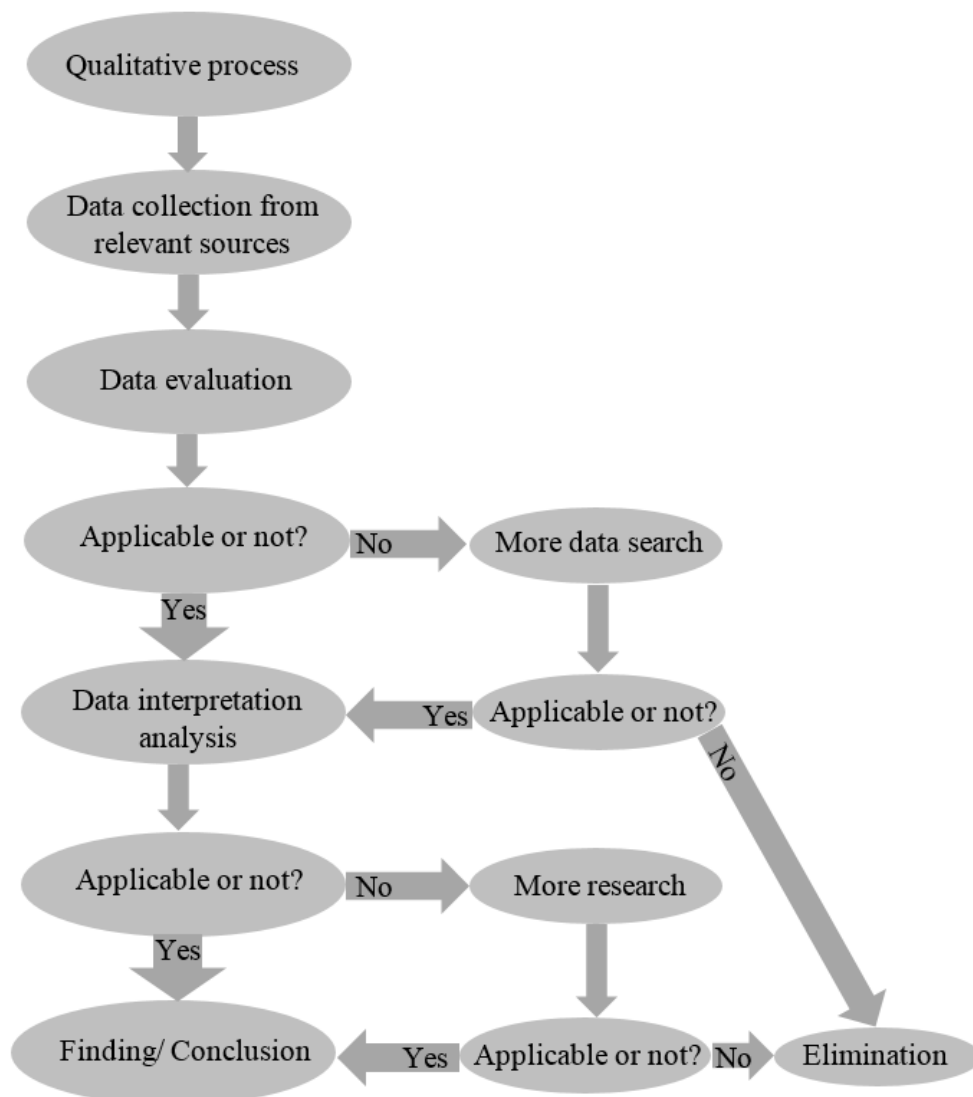 Qualitative process
Data collection from
relevant sources
Data evaluation
Applicable or not?
No
More data search
Yes
Data interpretation
analysis
Yes
Applicable or not?
No
Applicable or not?
No
More research
Yes
Finding/ Conclusion
Yes
Applicable or not?
No
Elimination